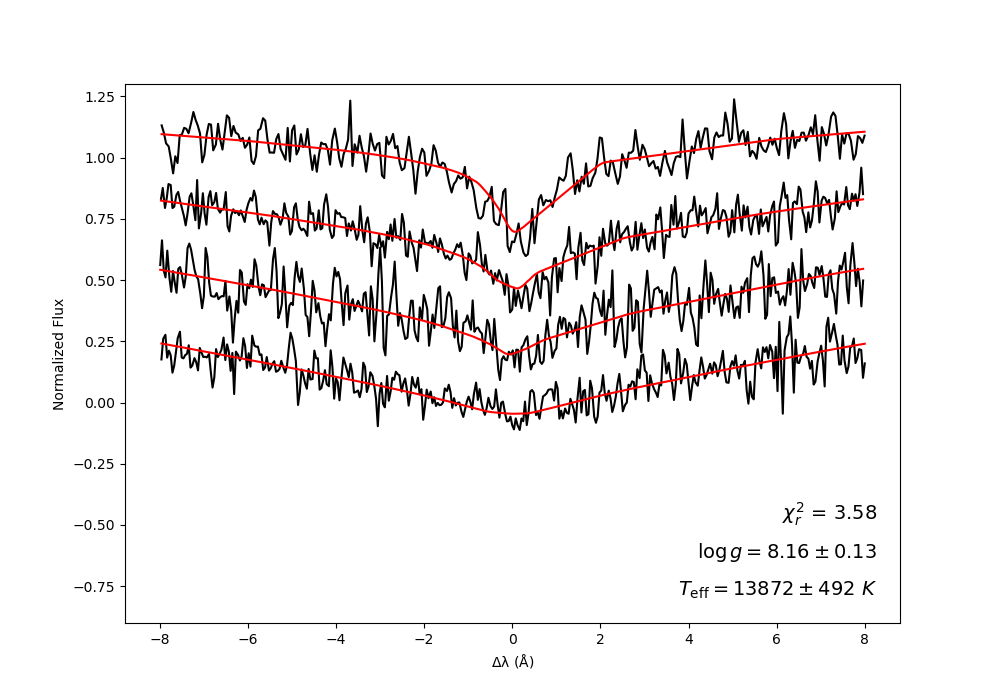 1.25
1.00
0.75
0.50
0.25
0.00
−0.25
−0.50
−0.75
Normalized Flux
χ²ᵣ = 3.58
log g = 8.16 ± 0.13
T_eff = 13872 ± 492 K
−8 −6 −4 −2 0 2 4 6 8
Δλ (Å)